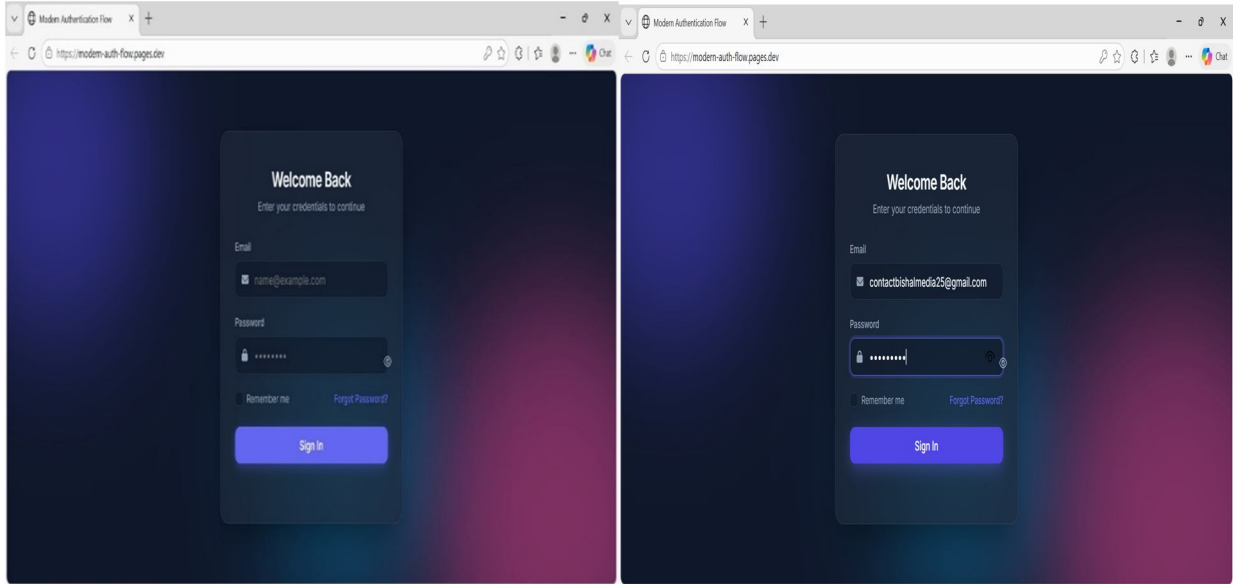 Modern Authentication Flow
https://modern-auth-flow.pages.dev
Chat
Welcome Back
Enter your credentials to continue
Email
name@example.com
Password
Remember me Forgot Password?
Sign In
Modern Authentication Flow
https://modern-auth-flow.pages.dev
Chat
Welcome Back
Enter your credentials to continue
Email
contactbishalmedia25@gmail.com
Password
Remember me Forgot Password?
Sign In